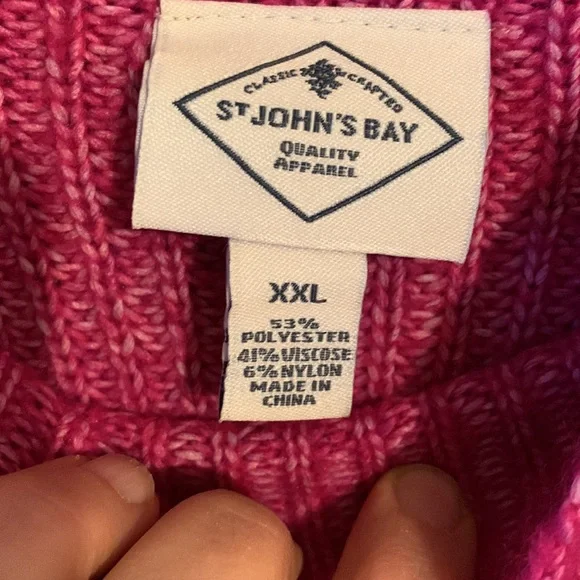 CLASSIC CRAFTED
ST JOHN'S BAY
QUALITY
APPAREL
XXL
53%
POLYESTER
41% VISCOSE
6% NYLON
MADE IN
CHINA